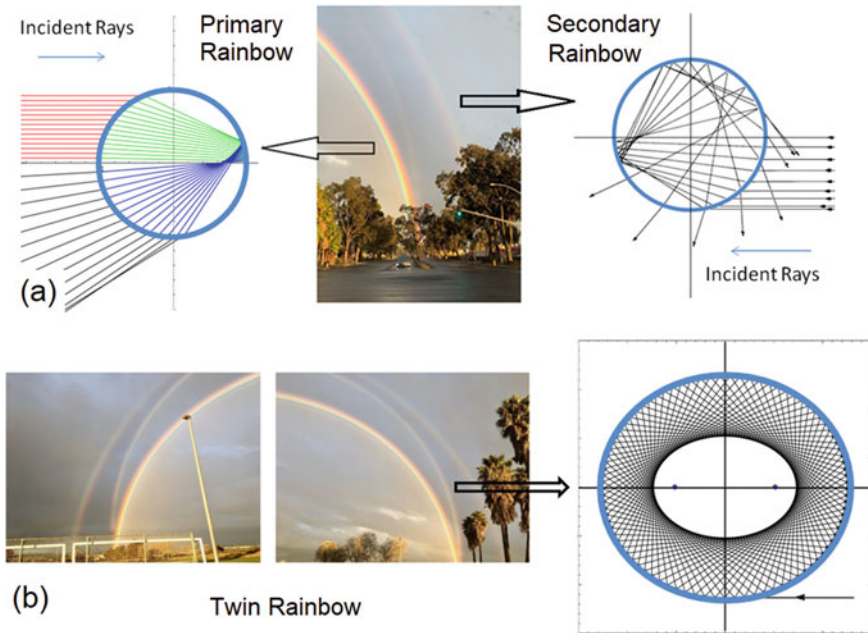 Incident Rays
Primary
Rainbow
Secondary
Rainbow
Incident Rays
(a)
(b)
Twin Rainbow